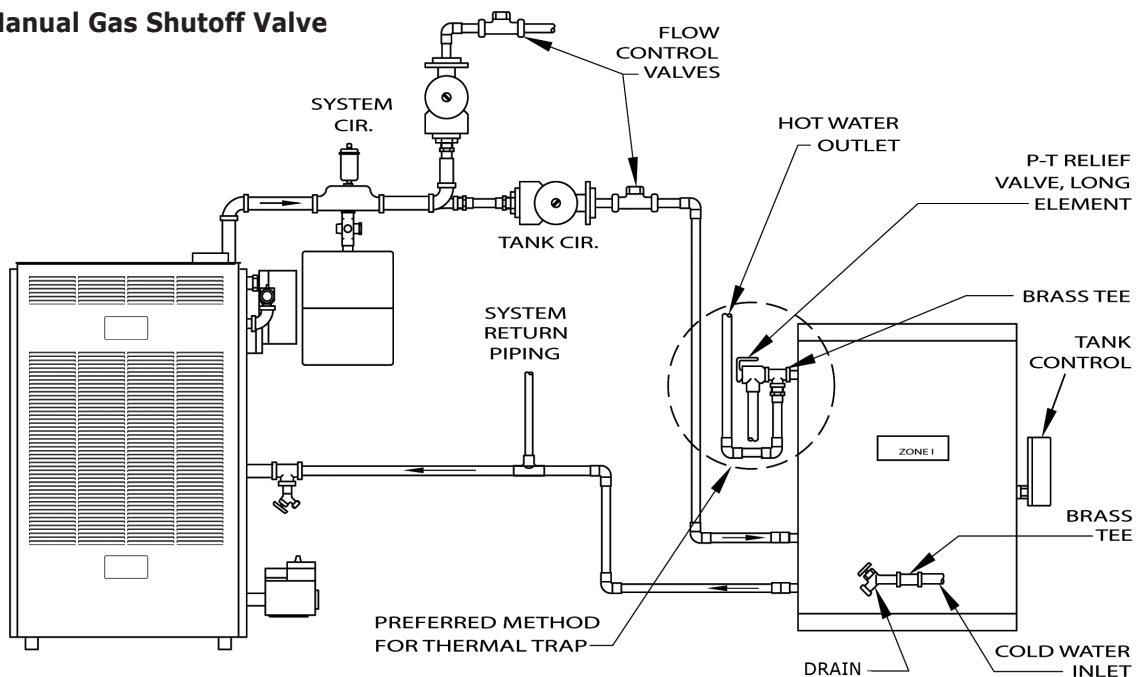 Manual Gas Shutoff Valve
FLOW
CONTROL
VALVES
SYSTEM
CIR.
HOT WATER
OUTLET
P-T RELIEF
VALVE, LONG
ELEMENT
TANK CIR.
BRASS TEE
SYSTEM
RETURN
PIPING
TANK
CONTROL
ZONE I
BRASS
TEE
PREFERRED METHOD
FOR THERMAL TRAP
DRAIN
COLD WATER
INLET